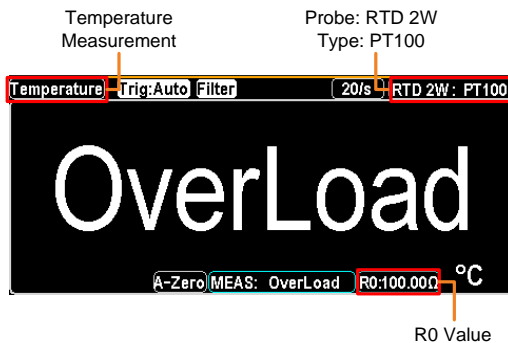 Temperature
Measurement
Probe: RTD 2W
Type: PT100
Temperature Trig:Auto Filter 20/s RTD 2W: PT100
OverLoad
A-Zero MEAS: OverLoad R0:100.00Ω °C
R0 Value